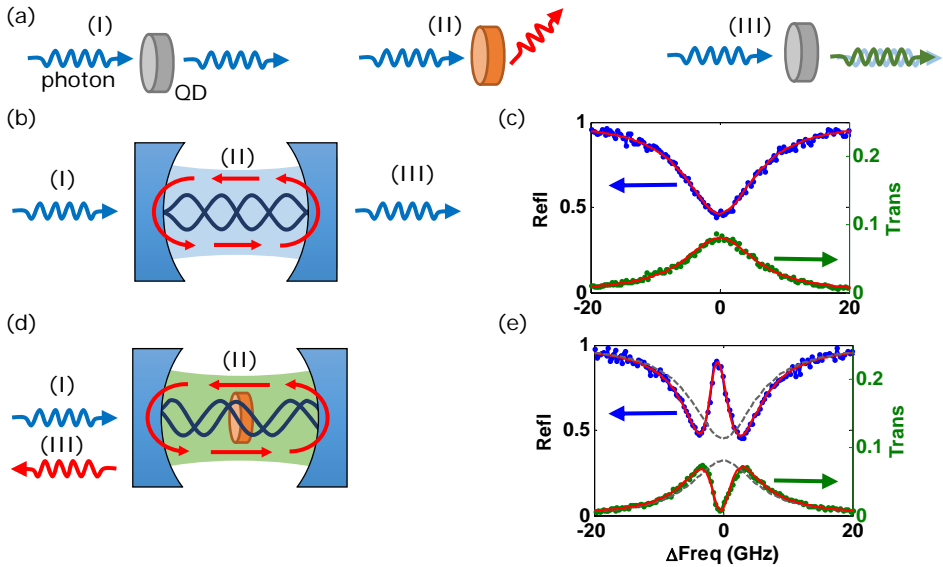 (a)
(I)
(II)
(III)
photon
QD
(b)
(I)
(II)
(III)
(c)
1
0.5
0
Refl
0.2
0.1
0
Trans
-20
0
20
(d)
(I)
(II)
(III)
(e)
1
0.5
0
Refl
0.2
0.1
0
Trans
-20
0
20
ΔFreq (GHz)